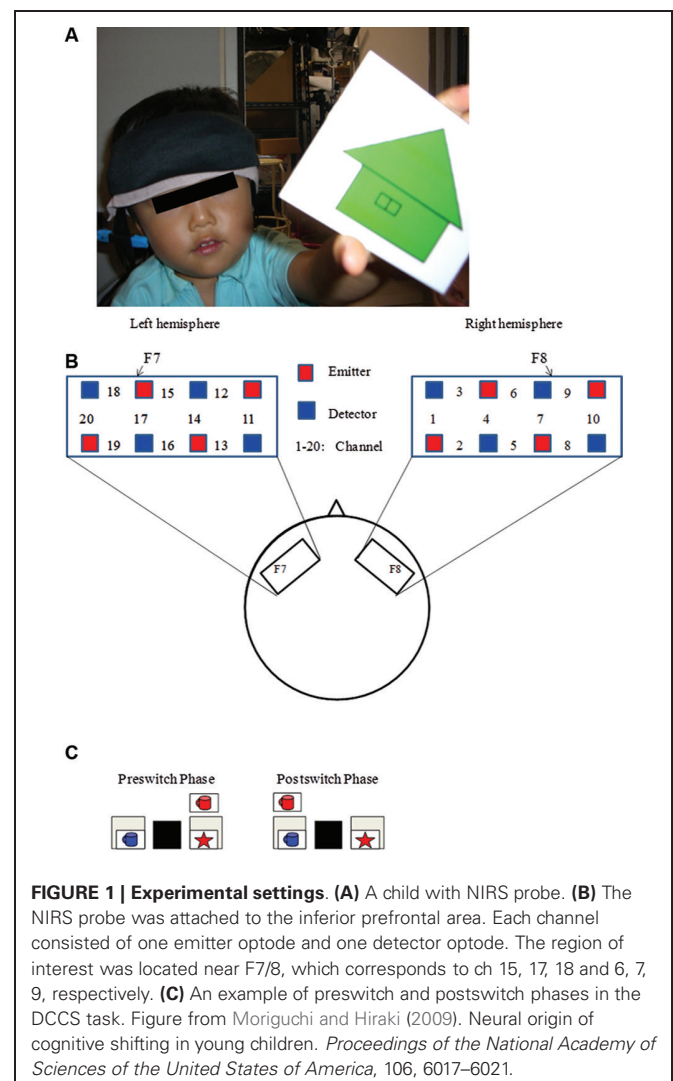 A
Left hemisphere Right hemisphere
B
F7 F8
18 15 12 Emitter 3 6 9
20 17 14 11 Detector 1 4 7 10
19 16 13 1-20: Channel 2 5 8
F7 F8
C
Preswitch Phase Postswitch Phase
FIGURE 1 | Experimental settings. (A) A child with NIRS probe. (B) The
NIRS probe was attached to the inferior prefrontal area. Each channel
consisted of one emitter optode and one detector optode. The region of
interest was located near F7/8, which corresponds to ch 15, 17, 18 and 6, 7,
9, respectively. (C) An example of preswitch and postswitch phases in the
DCCS task. Figure from Moriguchi and Hiraki (2009). Neural origin of
cognitive shifting in young children. Proceedings of the National Academy of
Sciences of the United States of America, 106, 6017–6021.